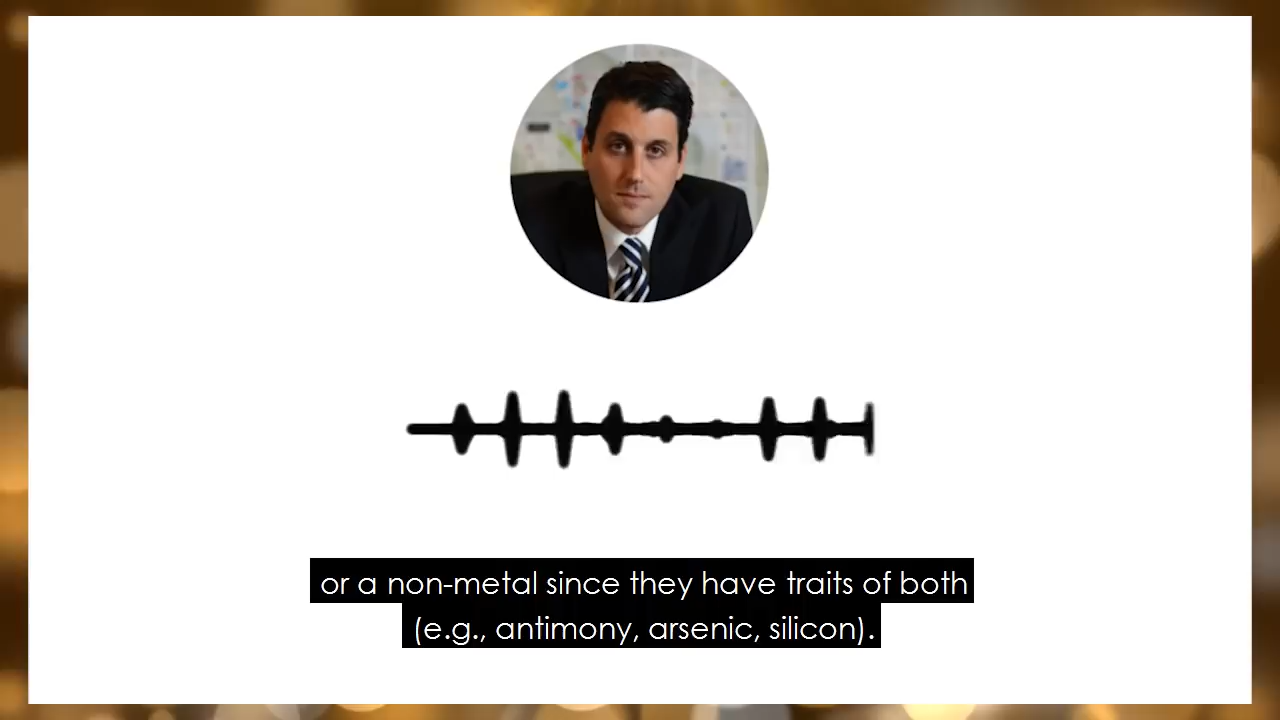 or a non-metal since they have traits of both
(e.g., antimony, arsenic, silicon).